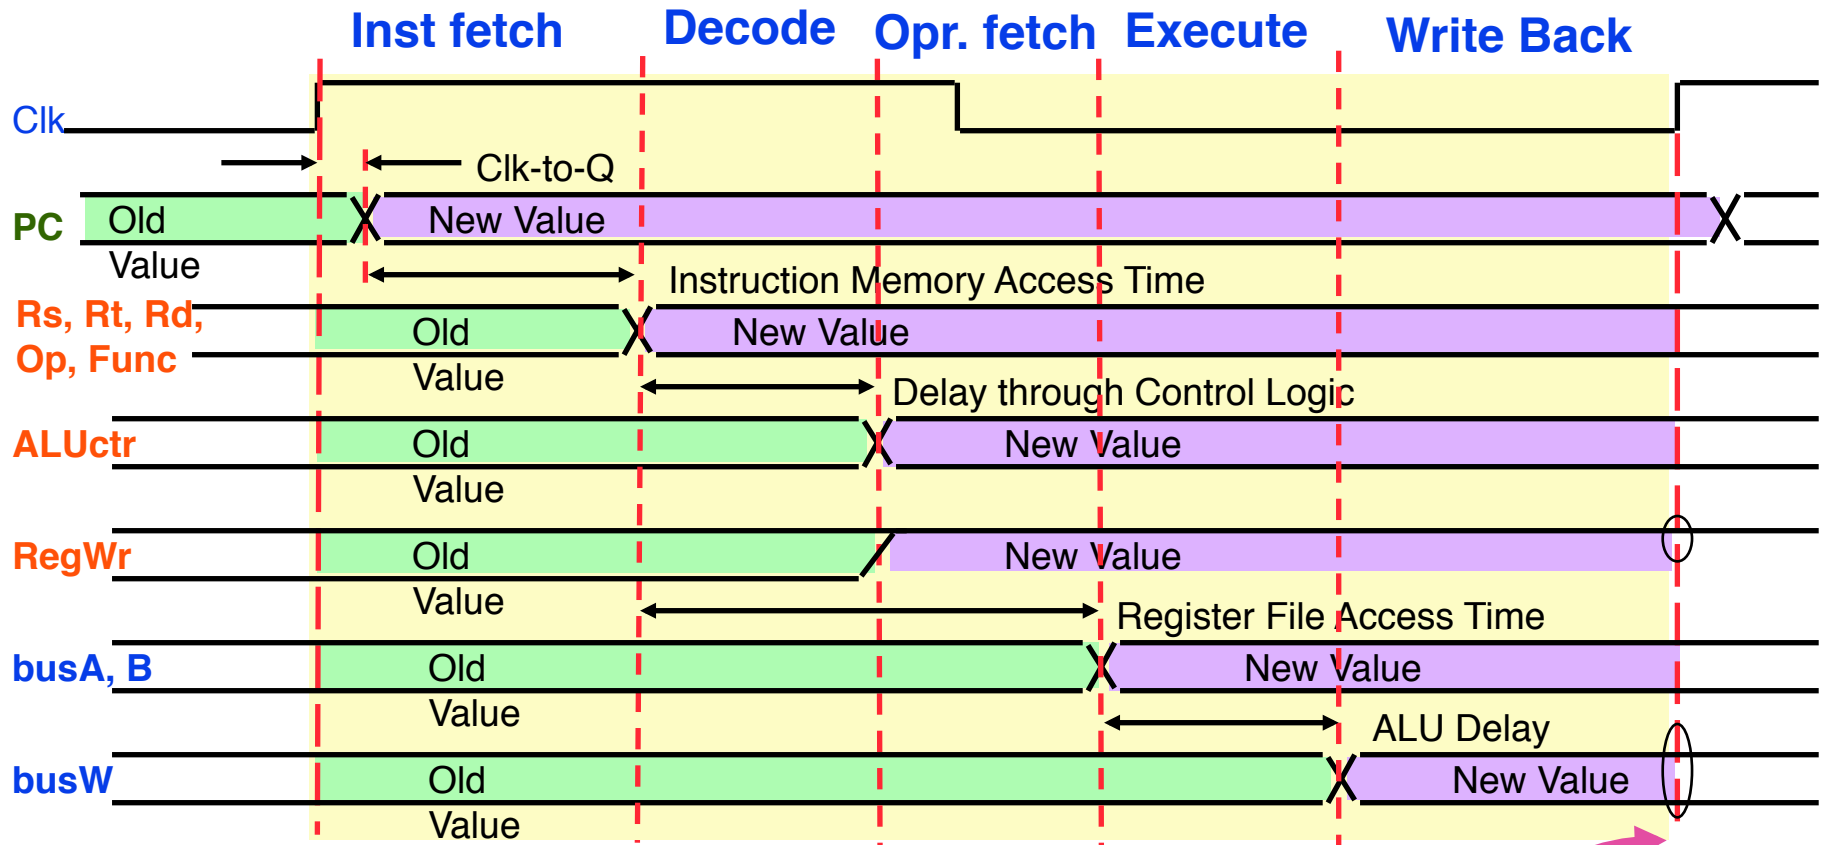 Inst fetch Decode Opr. fetch Execute Write Back
Clk
Clk-to-Q
PC Old New Value
Value
Instruction Memory Access Time
Rs, Rt, Rd,
Old New Value
Op, Func
Value
Delay through Control Logic
ALUctr Old New Value
Value
RegWr Old New Value
Value
Register File Access Time
busA, B Old New Value
Value
ALU Delay
busW Old New Value
Value